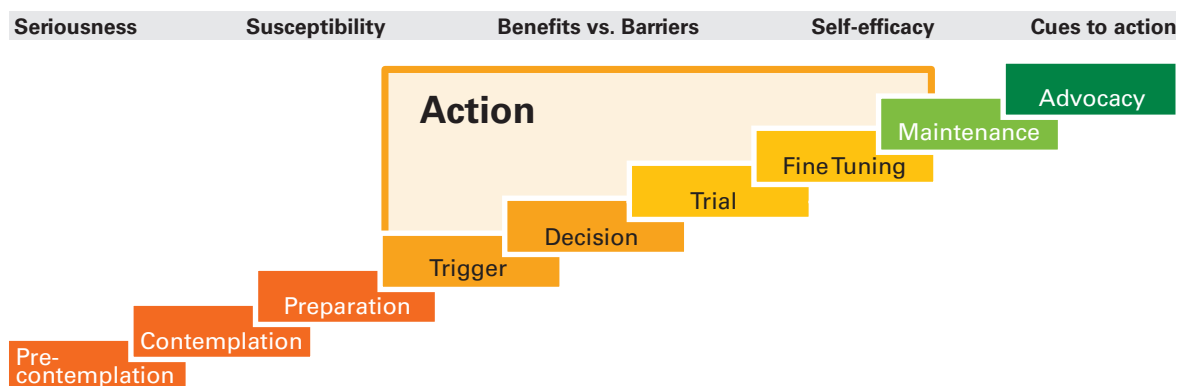 Seriousness Susceptibility Benefits vs. Barriers Self-efficacy Cues to action
Action
Advocacy
Maintenance
Fine Tuning
Trial
Decision
Trigger
Preparation
Contemplation
Pre-
contemplation